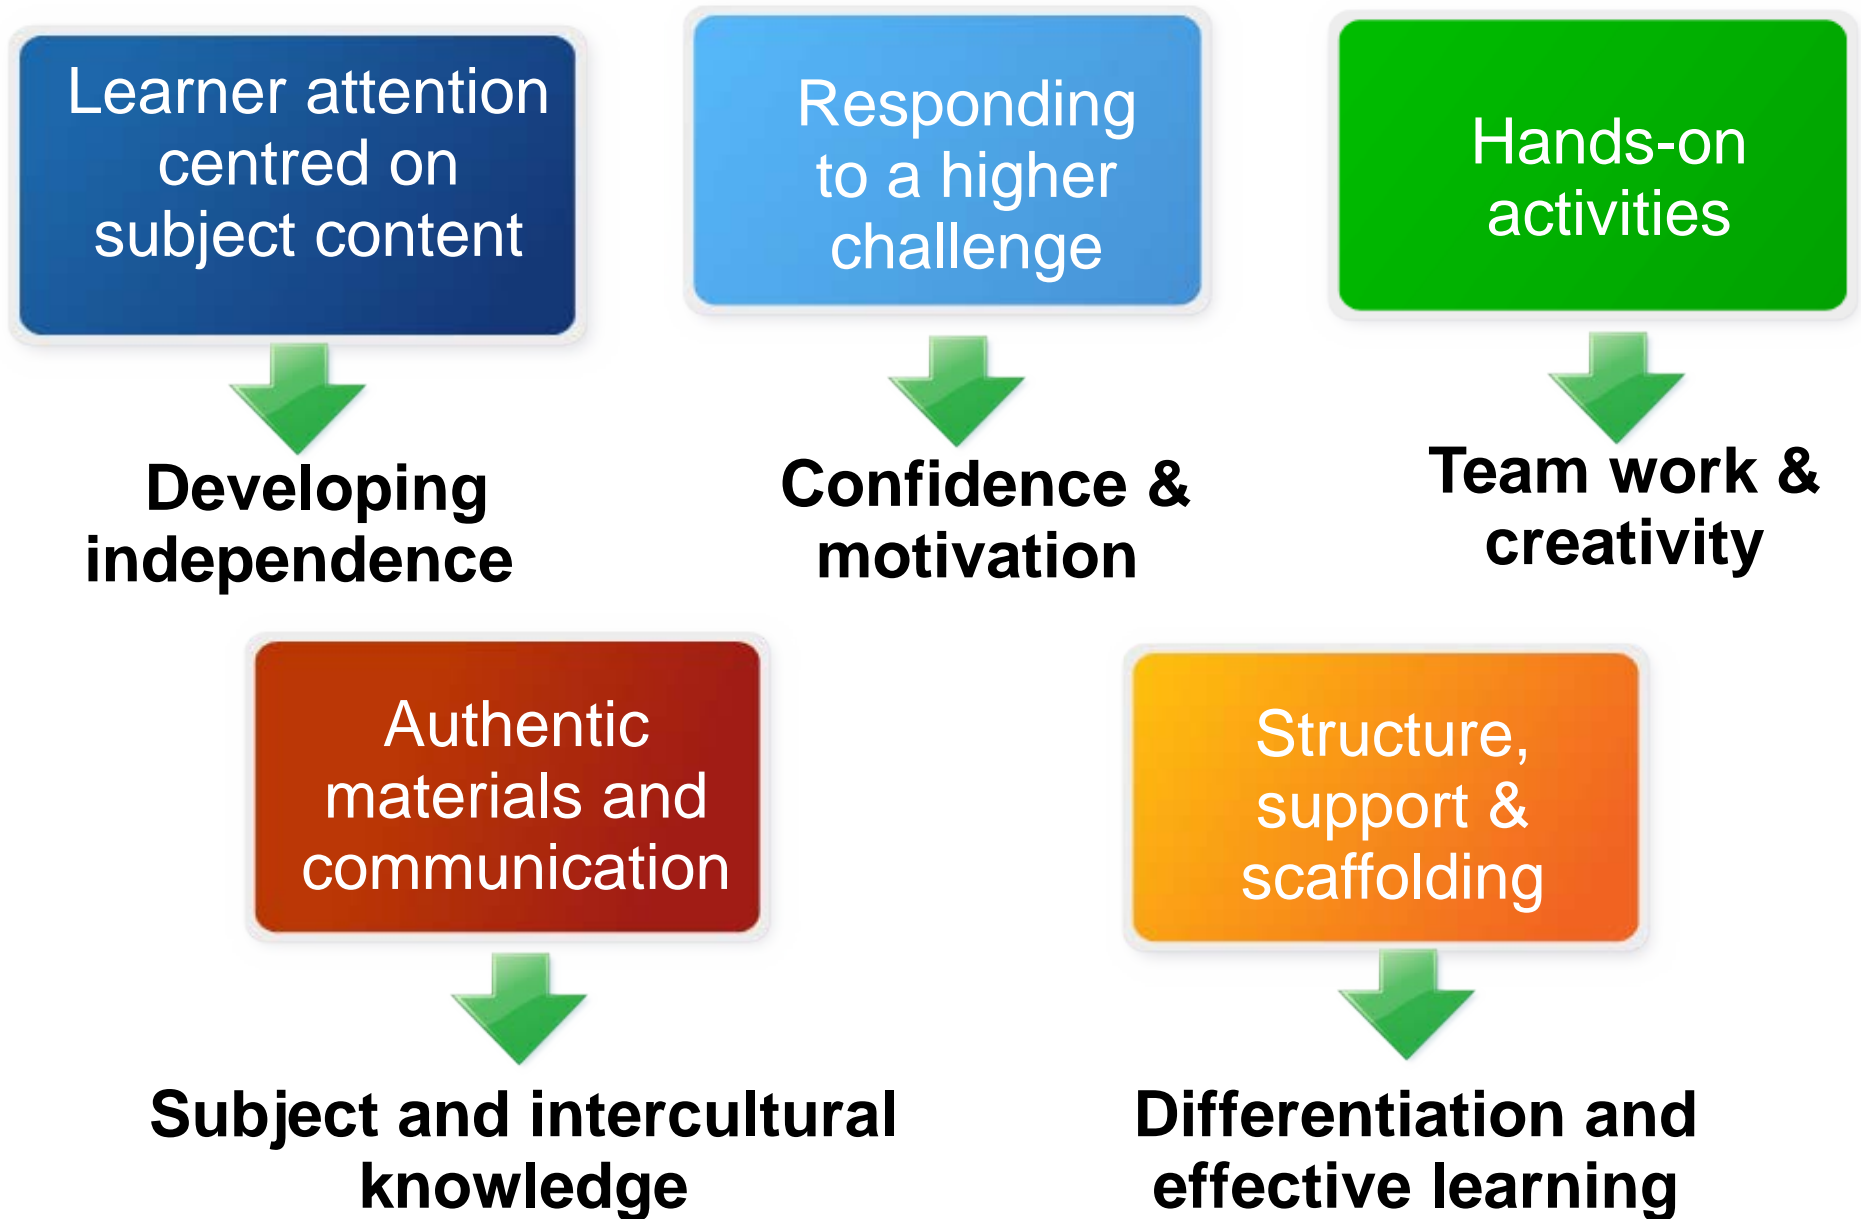 Learner attention
centred on
subject content
Responding
to a higher
challenge
Hands-on
activities
Developing
independence
Confidence &
motivation
Team work &
creativity
Authentic
materials and
communication
Structure,
support &
scaffolding
Subject and intercultural
knowledge
Differentiation and
effective learning